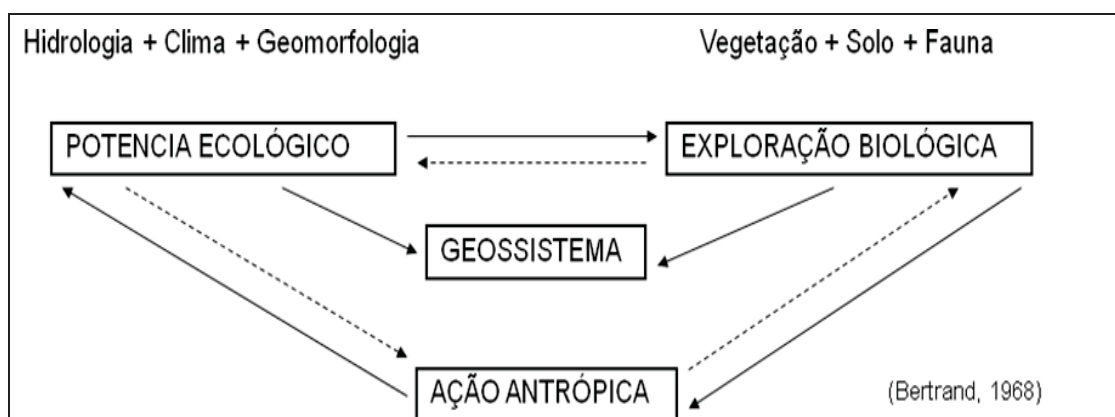 Hidrologia + Clima + Geomorfologia
Vegetação + Solo + Fauna
POTENCIA ECOLÓGICO
EXPLORAÇÃO BIOLÓGICA
GEOSSISTEMA
AÇÃO ANTRÓPICA
(Bertrand, 1968)